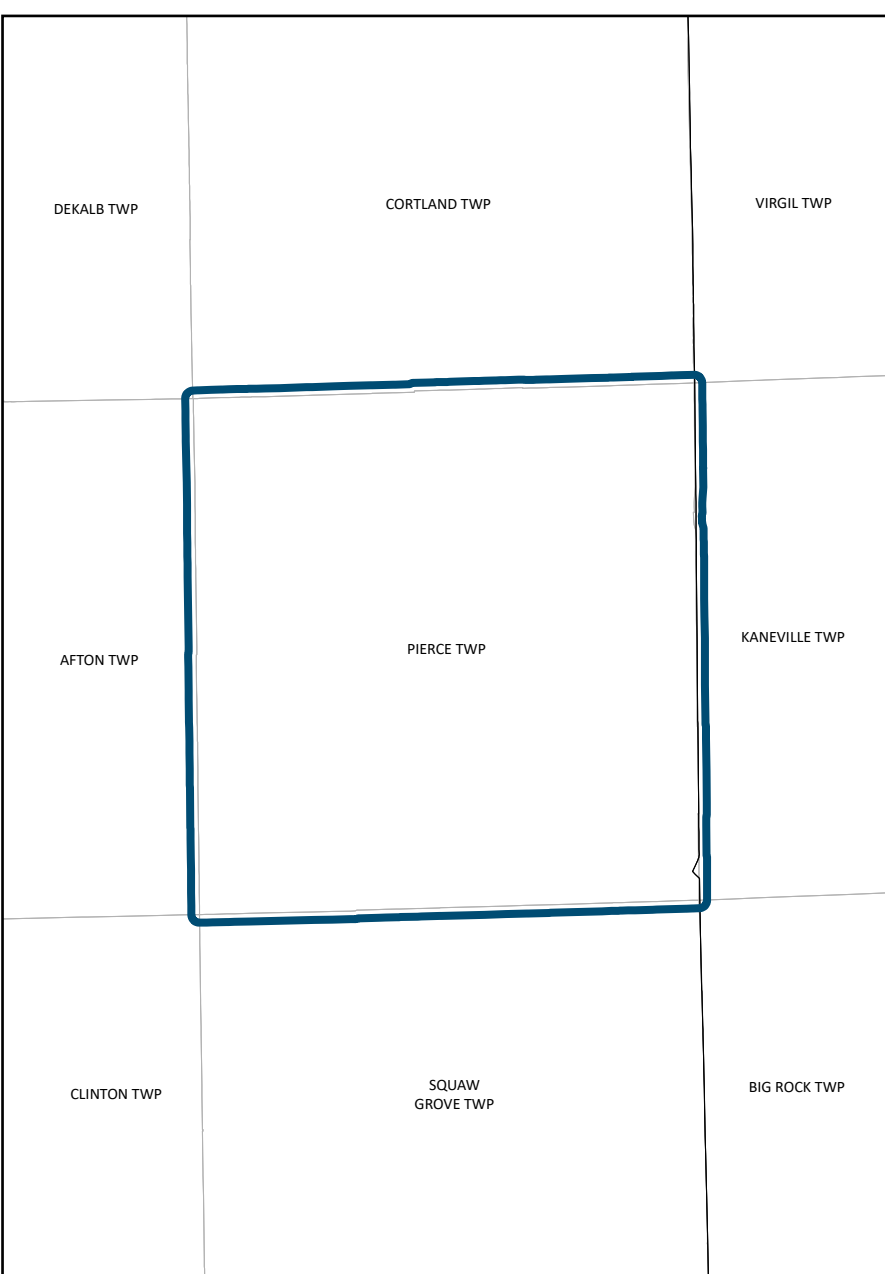 DEKALB TWP
CORTLAND TWP
VIRGIL TWP
AFTON TWP
PIERCE TWP
KANEVILLE TWP
CLINTON TWP
SQUAW
GROVE TWP
BIG ROCK TWP